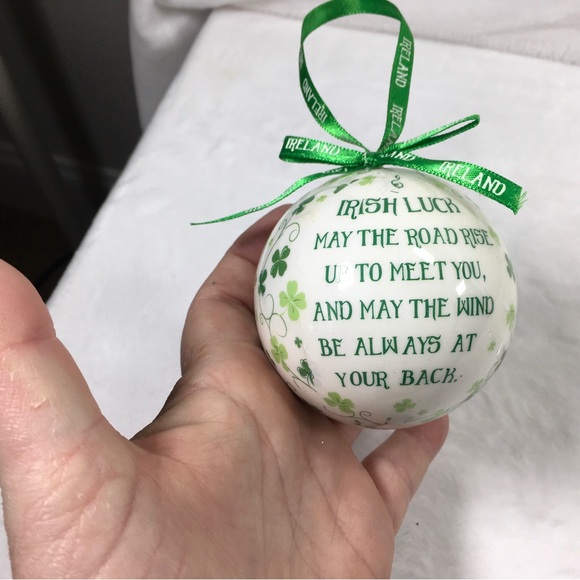 IRELAND
IRELAND
IRELAND
IRELAND
IRISH LUCK
MAY THE ROAD RISE
UP TO MEET YOU,
AND MAY THE WIND
BE ALWAYS AT
YOUR BACK.